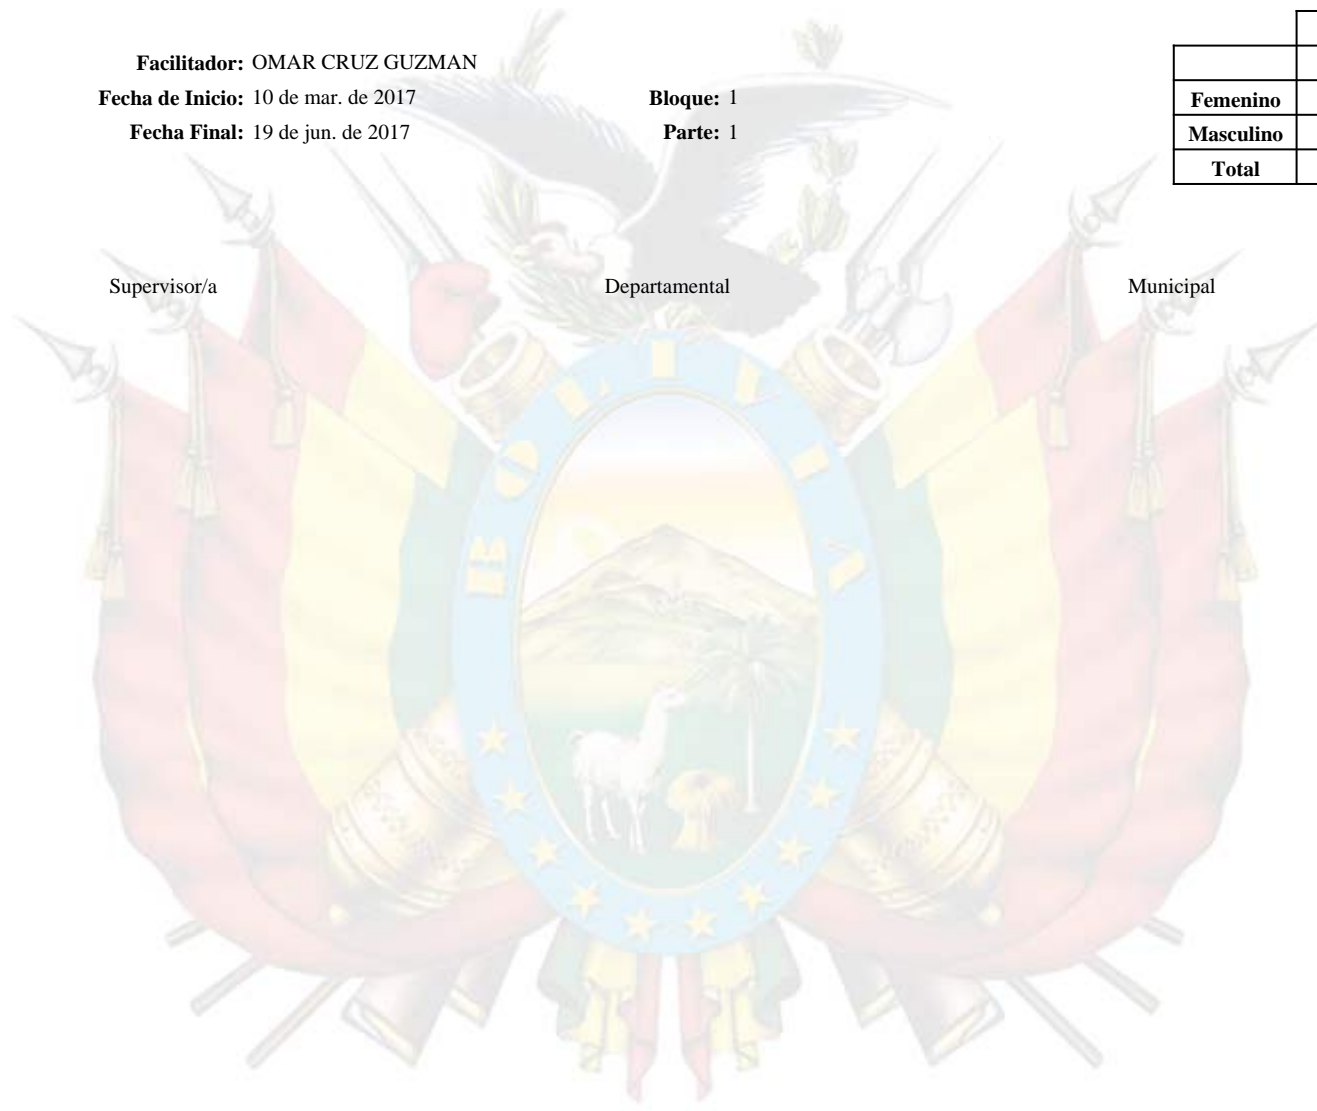 Facilitador: OMAR CRUZ GUZMAN
Fecha de Inicio: 10 de mar. de 2017 Bloque: 1
Fecha Final: 19 de jun. de 2017 Parte: 1
Femenino
Masculino
Total
Supervisor/a Departamental Municipal
BOLIVIA